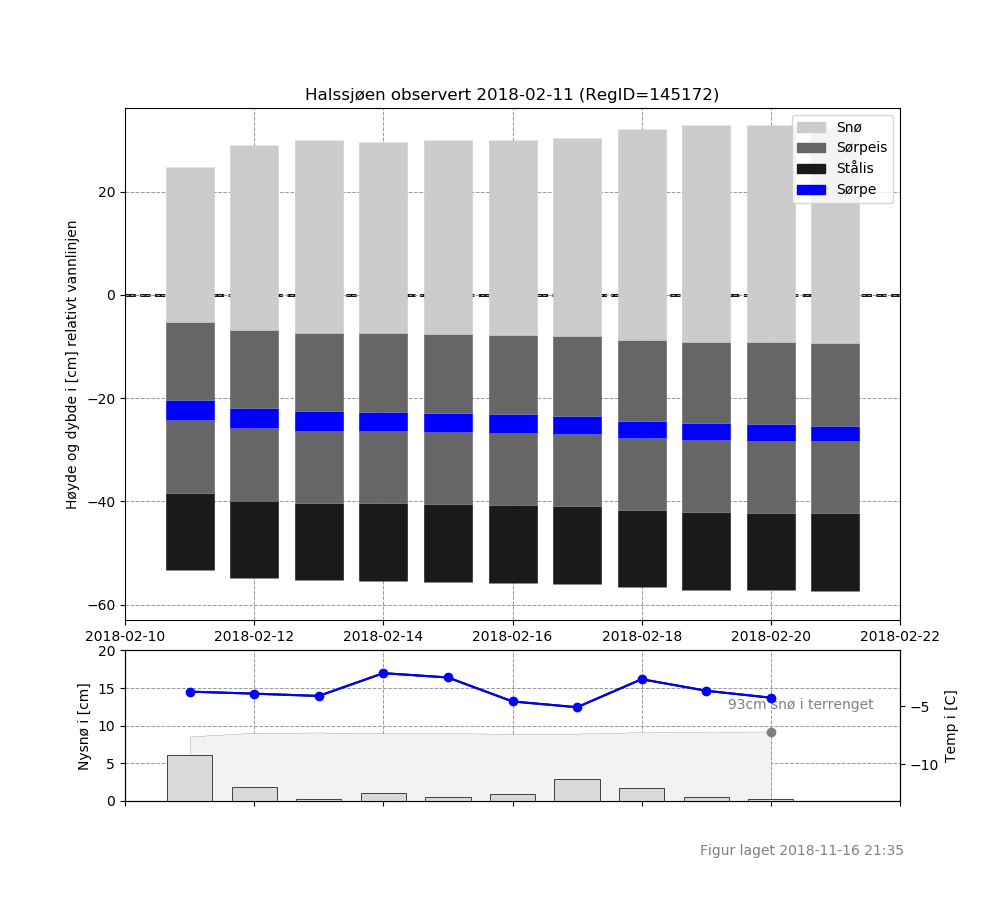 Halssjøen observert 2018-02-11 (RegID=145172)
Snø
Sørpeis
Stålis
Sørpe
20
0
−20
−40
−60
Høyde og dybde i [cm] relativt vannlinjen
2018-02-10 2018-02-12 2018-02-14 2018-02-16 2018-02-18 2018-02-20 2018-02-22
20
15
10
5
0
Nysnø i [cm]
93cm snø i terrenget
−5
−10
Temp i [C]
Figur laget 2018-11-16 21:35